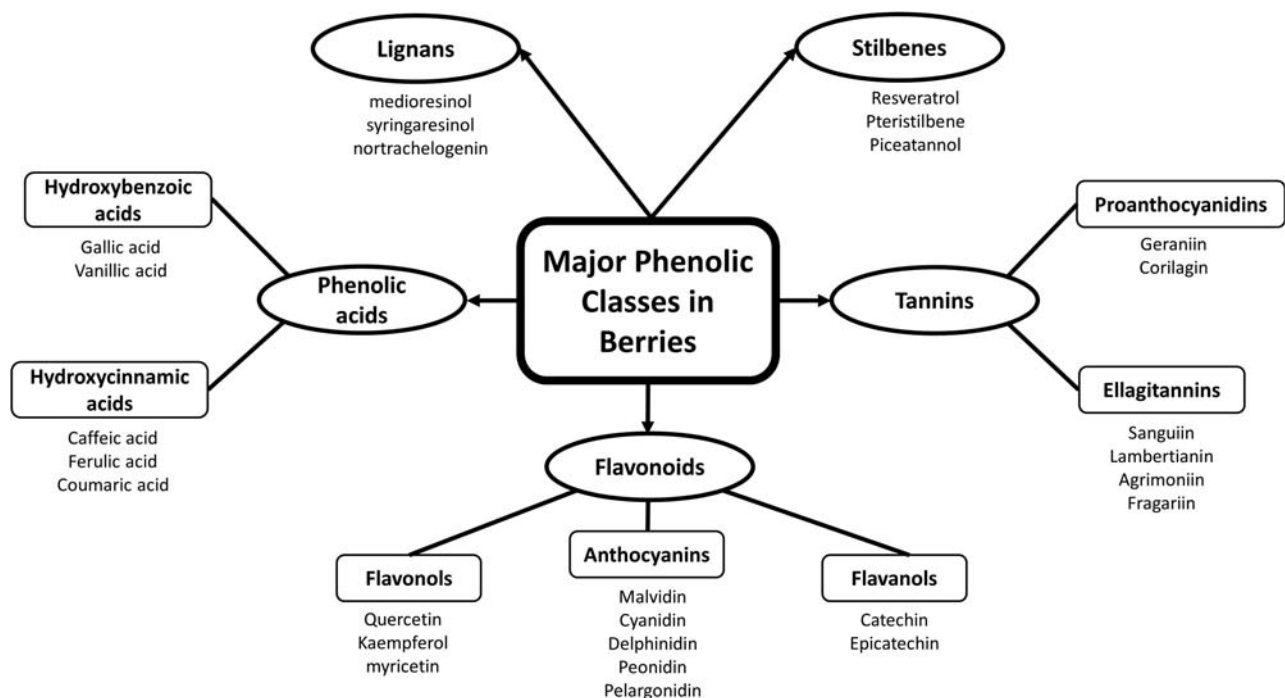 Lignans
medioresinol
syringaresinol
nortrachelogenin
Stilbenes
Resveratrol
Pteristilbene
Piceatannol
Hydroxybenzoic
acids
Gallic acid
Vanillic acid
Phenolic
acids
Hydroxycinnamic
acids
Caffeic acid
Ferulic acid
Coumaric acid
Major Phenolic
Classes in
Berries
Tannins
Proanthocyanidins
Geraniin
Corilagin
Ellagitannins
Sanguiin
Lambertianin
Agrimoniin
Fragariin
Flavonoids
Flavonols
Quercetin
Kaempferol
myricetin
Anthocyanins
Malvidin
Cyanidin
Delphinidin
Peonidin
Pelargonidin
Flavanols
Catechin
Epicatechin